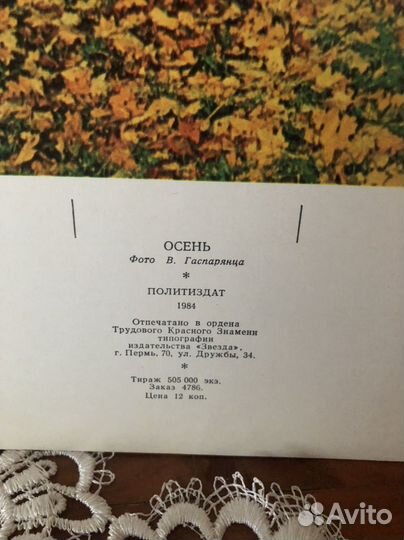 ОСЕНЬ
Фото В. Гаспарянца
*
ПОЛИТИЗДАТ
1984
Отпечатано в ордена
Трудового Красного Знамени
типографии
издательства «Звезда»,
г. Пермь, 70, ул. Дружбы, 34.
*
Тираж 505 000 экз.
Заказ 4786.
Цена 12 коп.
Avito